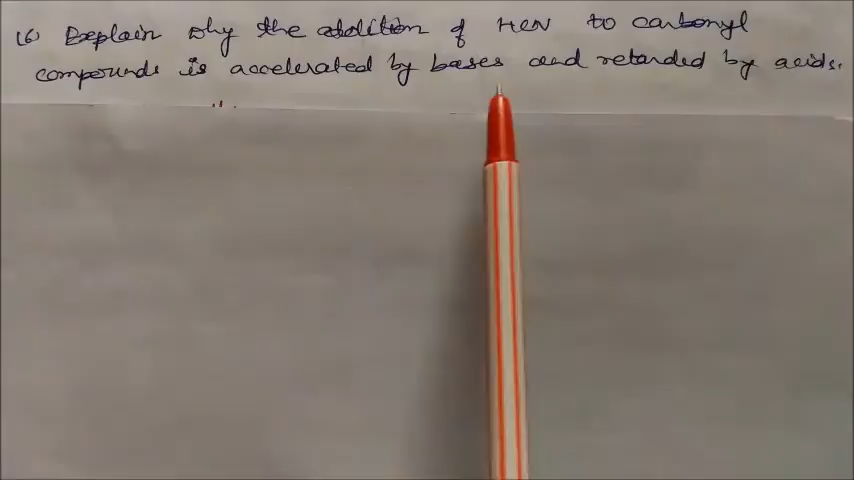 (6) Explain why the addition of HCN to carbonyl
compounds is accelerated by bases and retarded by acids.